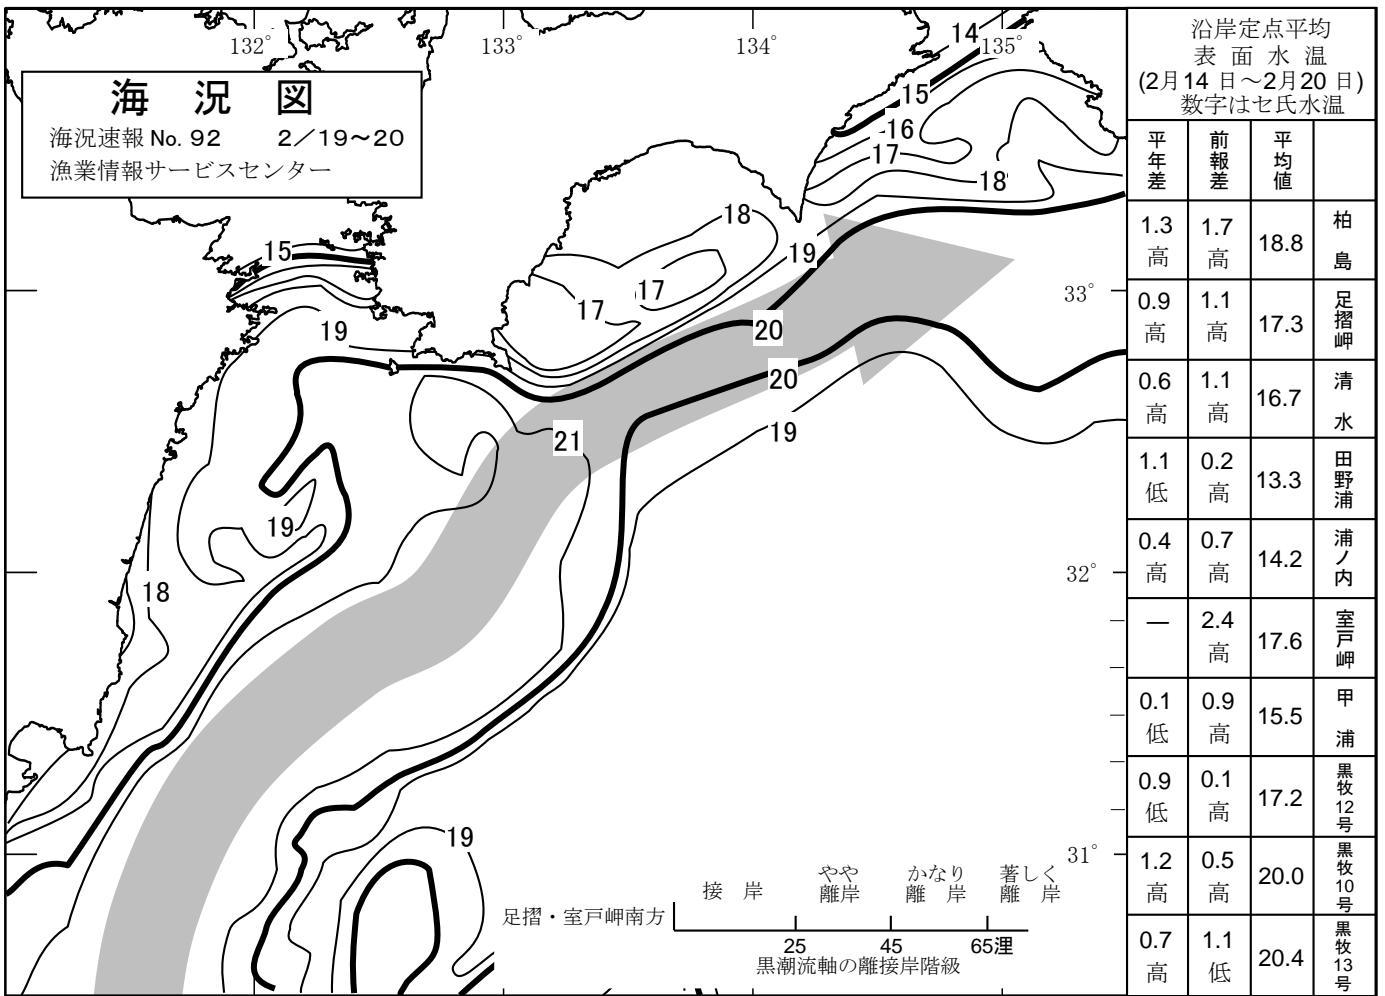 海　況　図
海況速報 No. 92　2／19～20
漁業情報サービスセンター
132°
133°
134°
135°
14
15
16
17
18
18
19
15
17
17
19
20
20
21
19
19
18
19
33°
32°
31°
足摺・室戸岬南方
接　岸
やや
離岸
かなり
離　岸
著しく
離　岸
25
45
65浬
黒潮流軸の離接岸階級
沿岸定点平均
表 面 水 温
(2月14 日～2月20 日)
数字はセ氏水温
平年差 前報差 平均値
1.3 高 1.7 高 18.8 柏島
0.9 高 1.1 高 17.3 足摺岬
0.6 高 1.1 高 16.7 清水
1.1 低 0.2 高 13.3 田野浦
0.4 高 0.7 高 14.2 浦ノ内
— 2.4 高 17.6 室戸岬
0.1 低 0.9 高 15.5 甲浦
0.9 低 0.1 高 17.2 黒牧12号
1.2 高 0.5 高 20.0 黒牧10号
0.7 高 1.1 低 20.4 黒牧13号